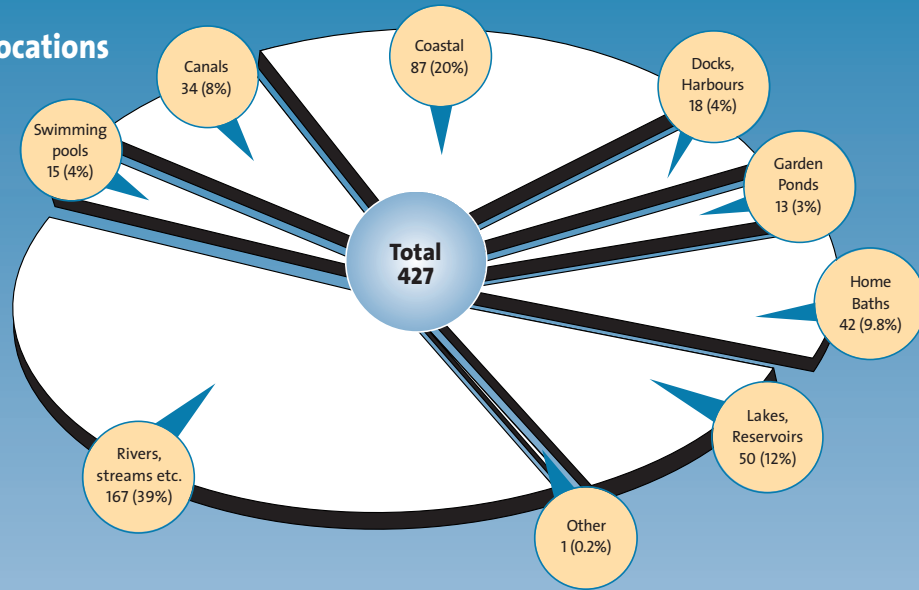 ocations
Canals
34 (8%)
Coastal
87 (20%)
Docks,
Harbours
18 (4%)
Swimming
pools
15 (4%)
Garden
Ponds
13 (3%)
Total
427
Home
Baths
42 (9.8%)
Lakes,
Reservoirs
50 (12%)
Rivers,
streams etc.
167 (39%)
Other
1 (0.2%)